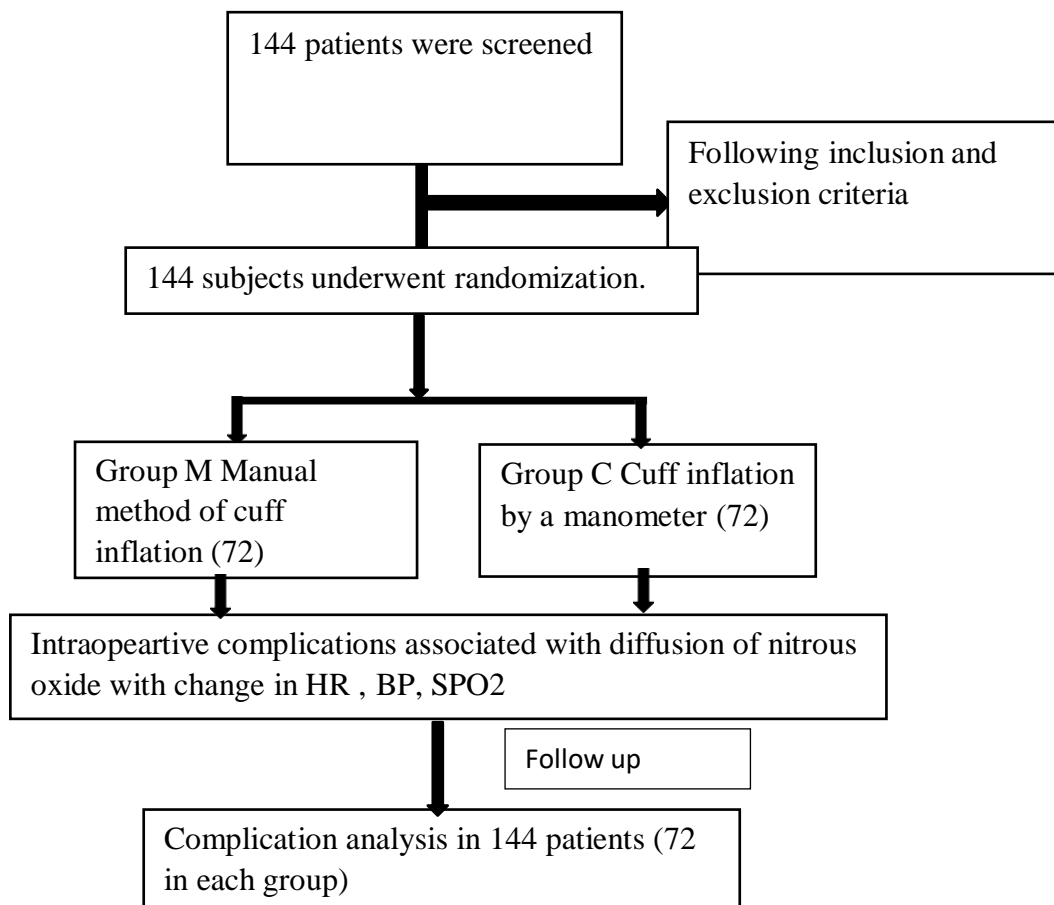 144 patients were screened
Following inclusion and
exclusion criteria
144 subjects underwent randomization.
Group M Manual
method of cuff
inflation (72)
Group C Cuff inflation
by a manometer (72)
Intraopeartive complications associated with diffusion of nitrous
oxide with change in HR , BP, SPO2
Follow up
Complication analysis in 144 patients (72
in each group)